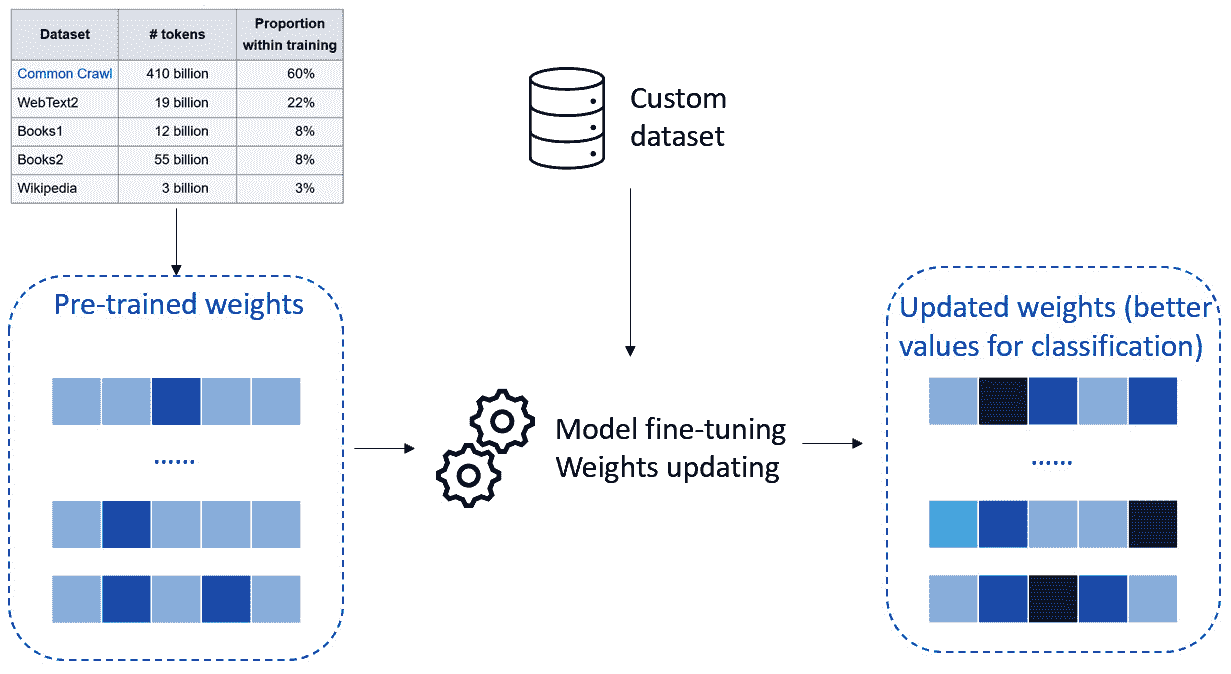 Dataset # tokens Proportion
within training
Common Crawl 410 billion 60%
WebText2 19 billion 22%
Books1 12 billion 8%
Books2 55 billion 8%
Wikipedia 3 billion 3%
Custom
dataset
Pre-trained weights
......
Model fine-tuning
Weights updating
Updated weights (better
values for classification)
......